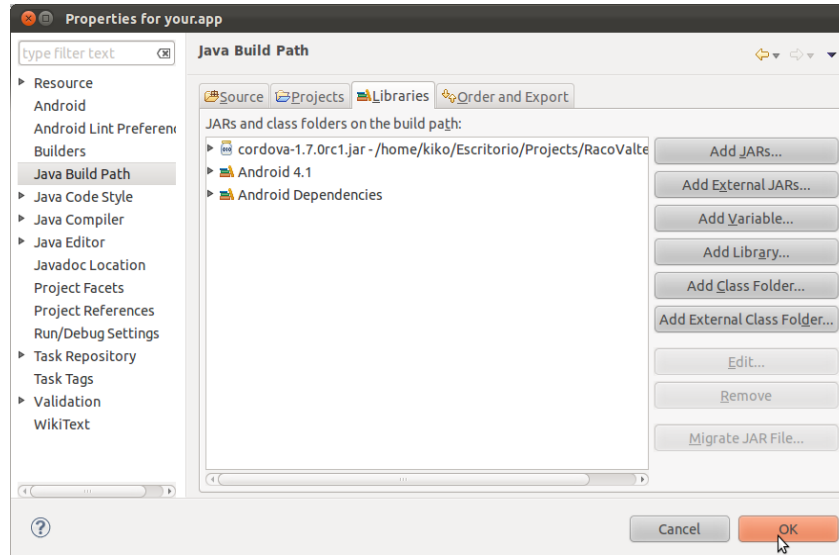 Properties for your.app
type filter text
Java Build Path
Resource
Android
Android Lint Preferen
Builders
Java Build Path
Java Code Style
Java Compiler
Java Editor
Javadoc Location
Project Facets
Project References
Run/Debug Settings
Task Repository
Task Tags
Validation
WikiText
Source Projects Libraries Order and Export
JARs and class folders on the build path:
cordova-1.7.0rc1.jar - /home/kiko/Escritorio/Projects/RacoValte
Android 4.1
Android Dependencies
Add JARs...
Add External JARs...
Add Variable...
Add Library...
Add Class Folder...
Add External Class Folder...
Edit...
Remove
Migrate JAR File...
?
Cancel
OK